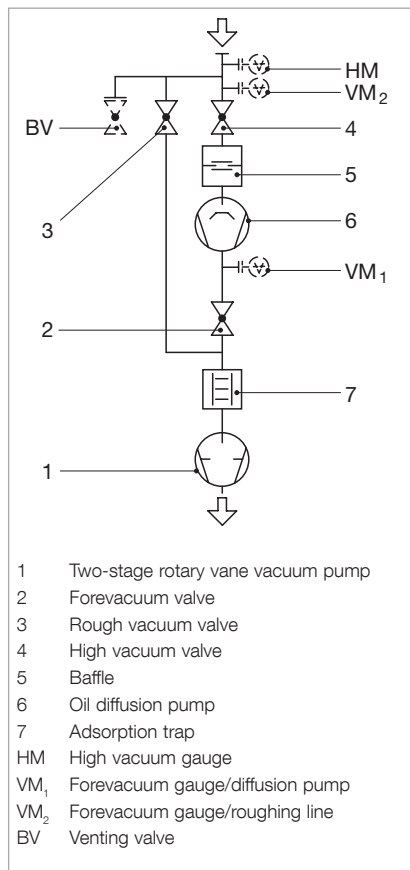 HM
VM₂
BV
4
5
3
6
VM₁
2
7
1
1 Two-stage rotary vane vacuum pump
2 Forevacuum valve
3 Rough vacuum valve
4 High vacuum valve
5 Baffle
6 Oil diffusion pump
7 Adsorption trap
HM High vacuum gauge
VM₁ Forevacuum gauge/diffusion pump
VM₂ Forevacuum gauge/roughing line
BV Venting valve